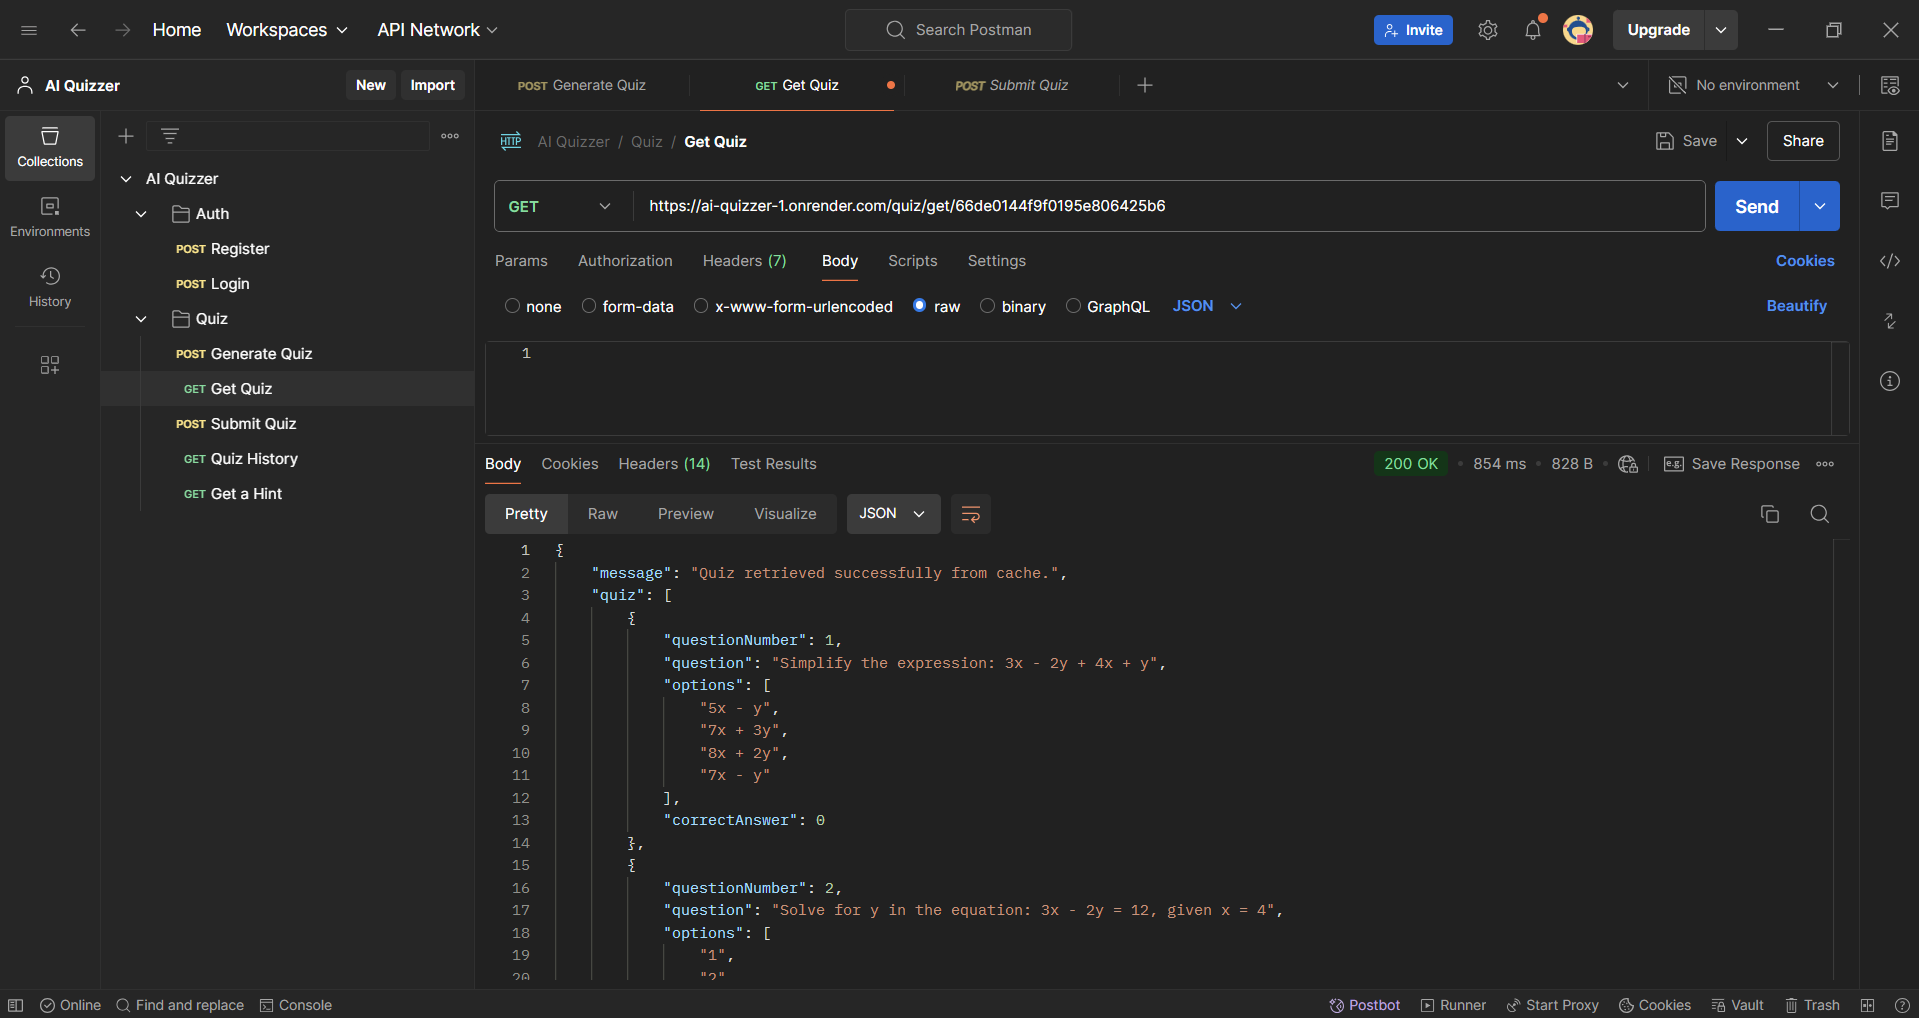 Home Workspaces API Network Search Postman Invite Upgrade
AI Quizzer New Import POST Generate Quiz GET Get Quiz POST Submit Quiz No environment
Collections
Environments
History
AI Quizzer
Auth
POST Register
POST Login
Quiz
POST Generate Quiz
GET Get Quiz
POST Submit Quiz
GET Quiz History
GET Get a Hint
HTTP AI Quizzer / Quiz / Get Quiz Save Share
GET https://ai-quizzer-1.onrender.com/quiz/get/66de0144f9f0195e806425b6 Send
Params Authorization Headers (7) Body Scripts Settings Cookies
none form-data x-www-form-urlencoded raw binary GraphQL JSON Beautify
1
Body Cookies Headers (14) Test Results 200 OK 854 ms 828 B e.g. Save Response
Pretty Raw Preview Visualize JSON
1 {
2 "message": "Quiz retrieved successfully from cache.",
3 "quiz": [
4 {
5 "questionNumber": 1,
6 "question": "Simplify the expression: 3x - 2y + 4x + y",
7 "options": [
8 "5x - y",
9 "7x + 3y",
10 "8x + 2y",
11 "7x - y"
12 ],
13 "correctAnswer": 0
14 },
15 {
16 "questionNumber": 2,
17 "question": "Solve for y in the equation: 3x - 2y = 12, given x = 4",
18 "options": [
19 "1",
20 "2"
Online Find and replace Console Postbot Runner Start Proxy Cookies Vault Trash